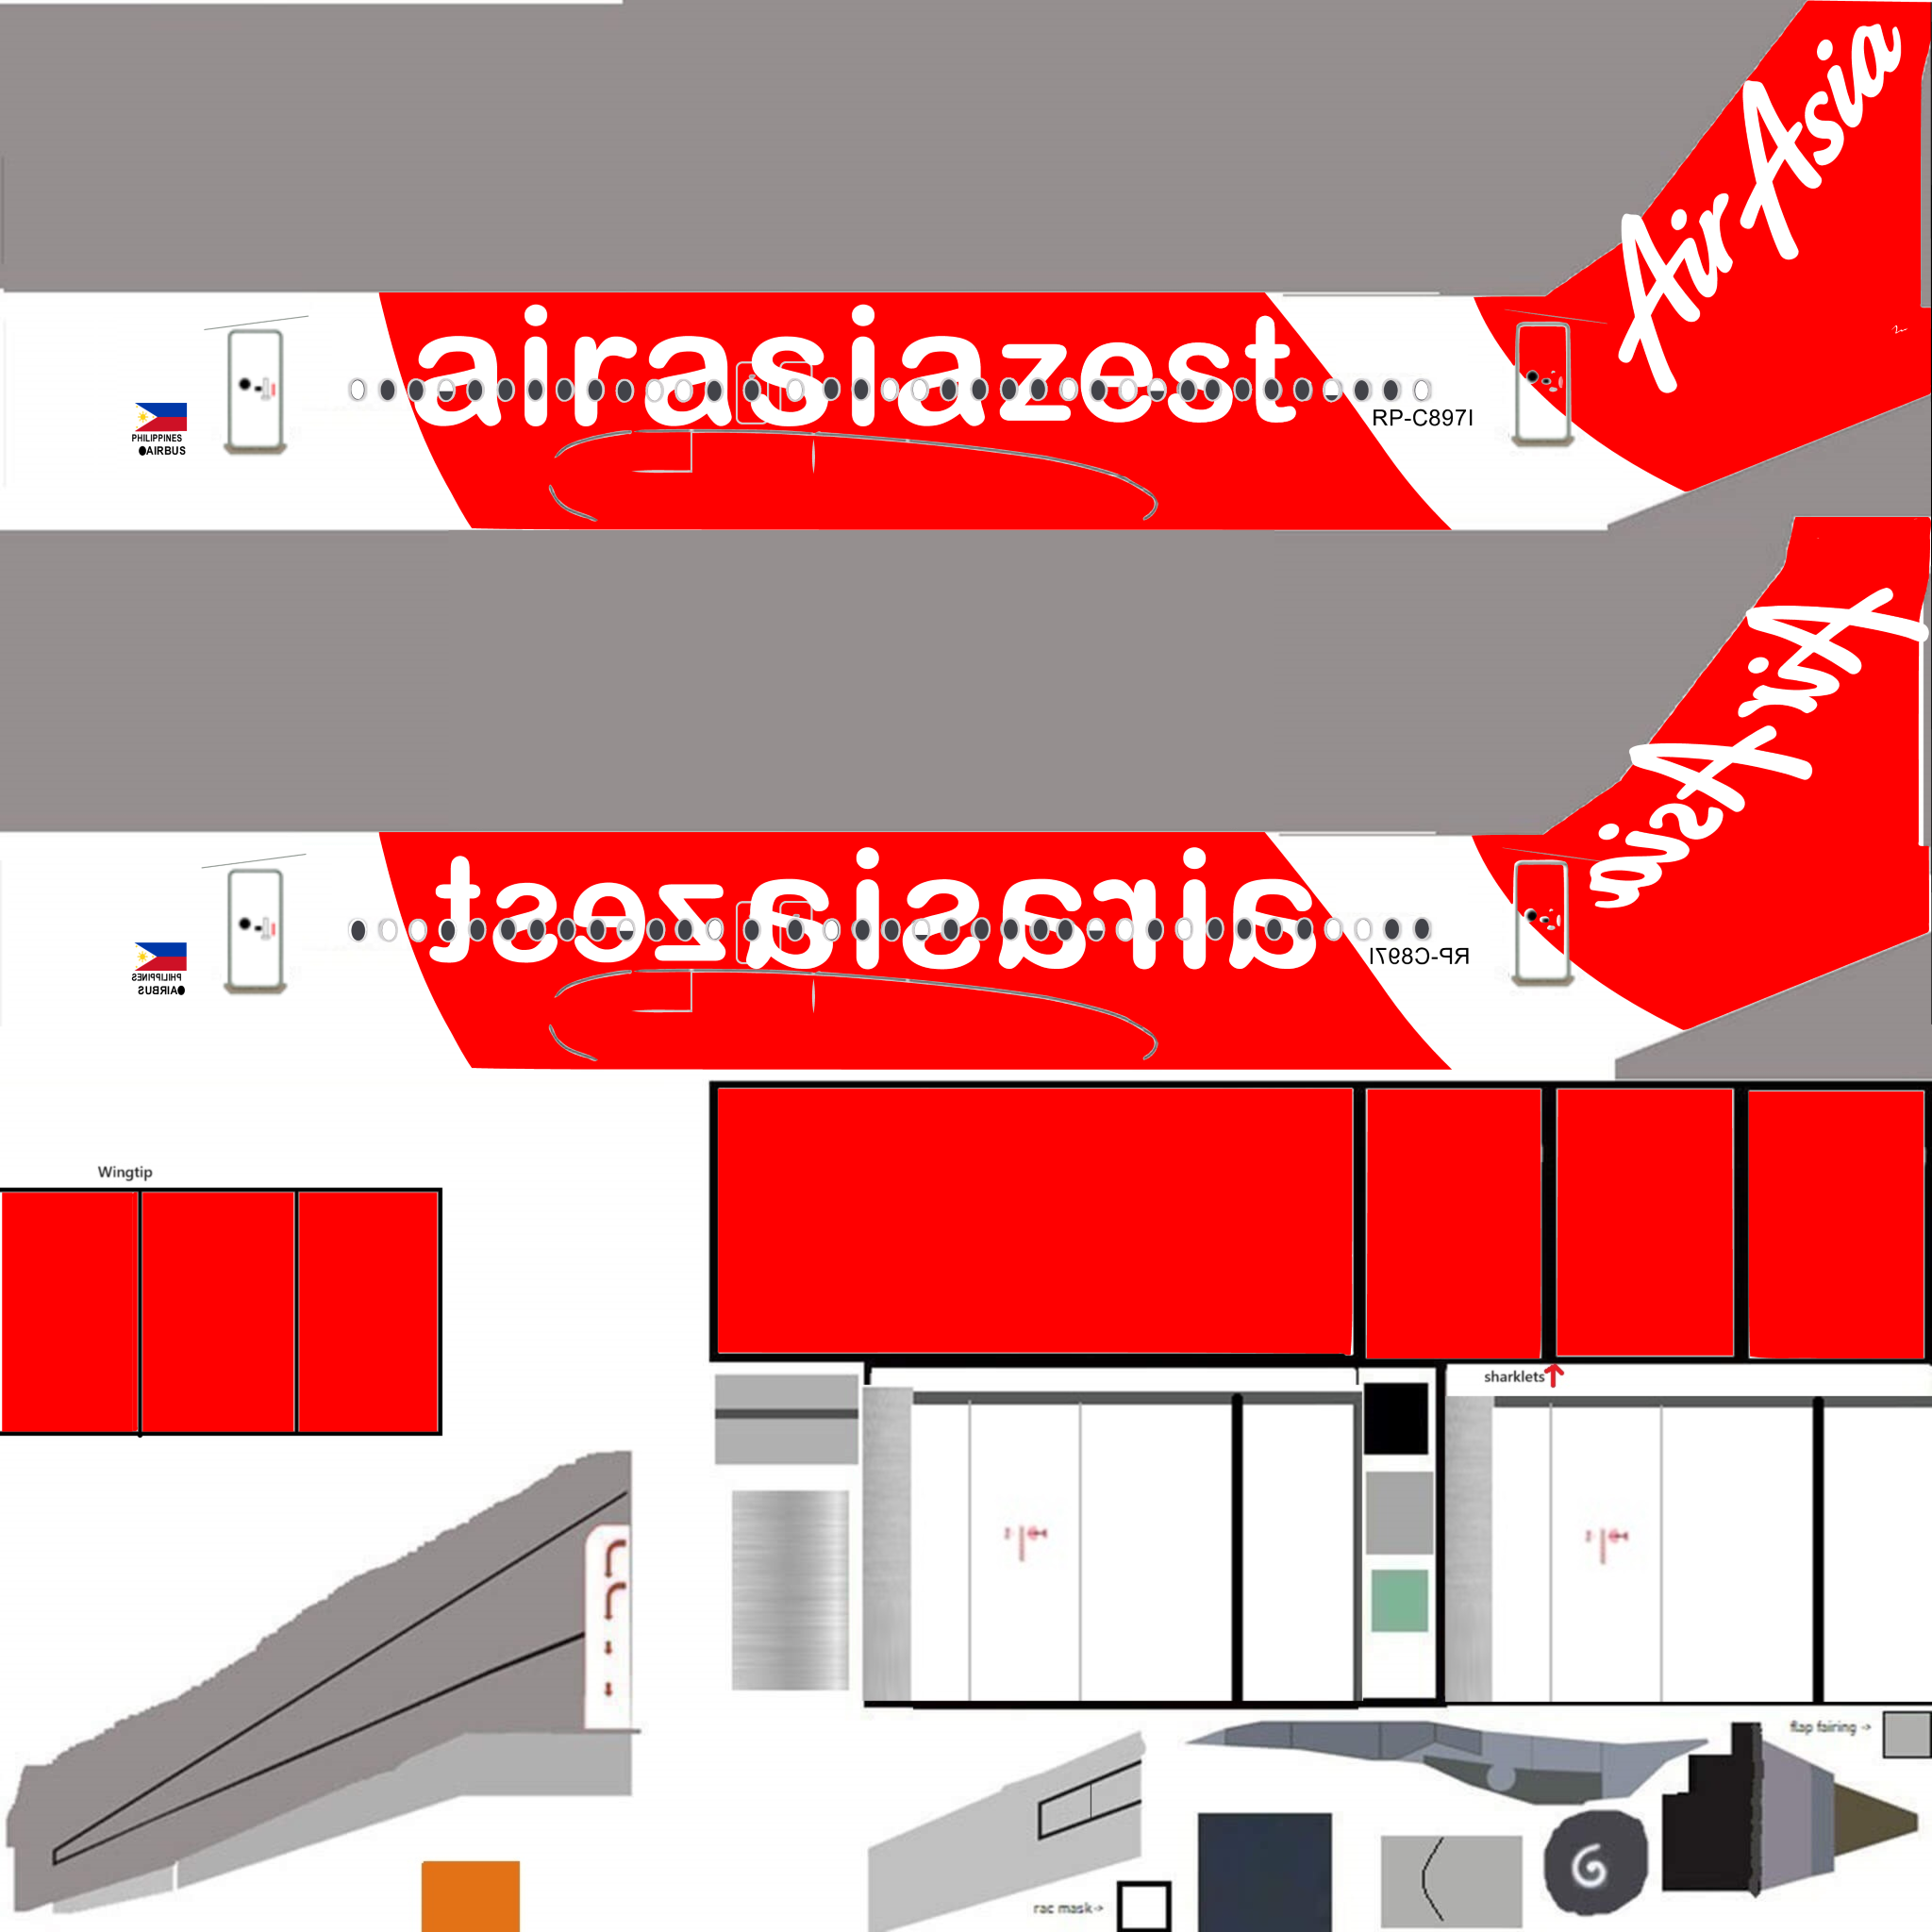 AirAsia
airasiazest
RP-C897I
PHILIPPINES
AIRBUS
AirAsia
airasiazest
RP-C897I
PHILIPPINES
AIRBUS
Wingtip
sharklets
flap fairing ->
rac mask->